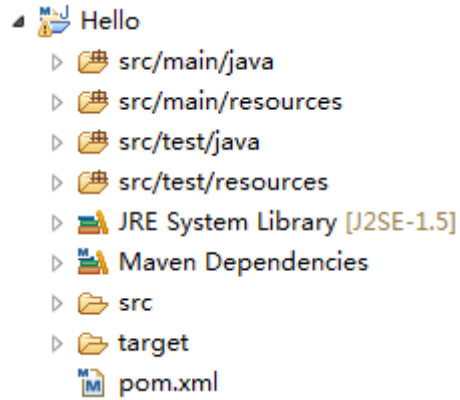 Hello
src/main/java
src/main/resources
src/test/java
src/test/resources
JRE System Library [J2SE-1.5]
Maven Dependencies
src
target
pom.xml